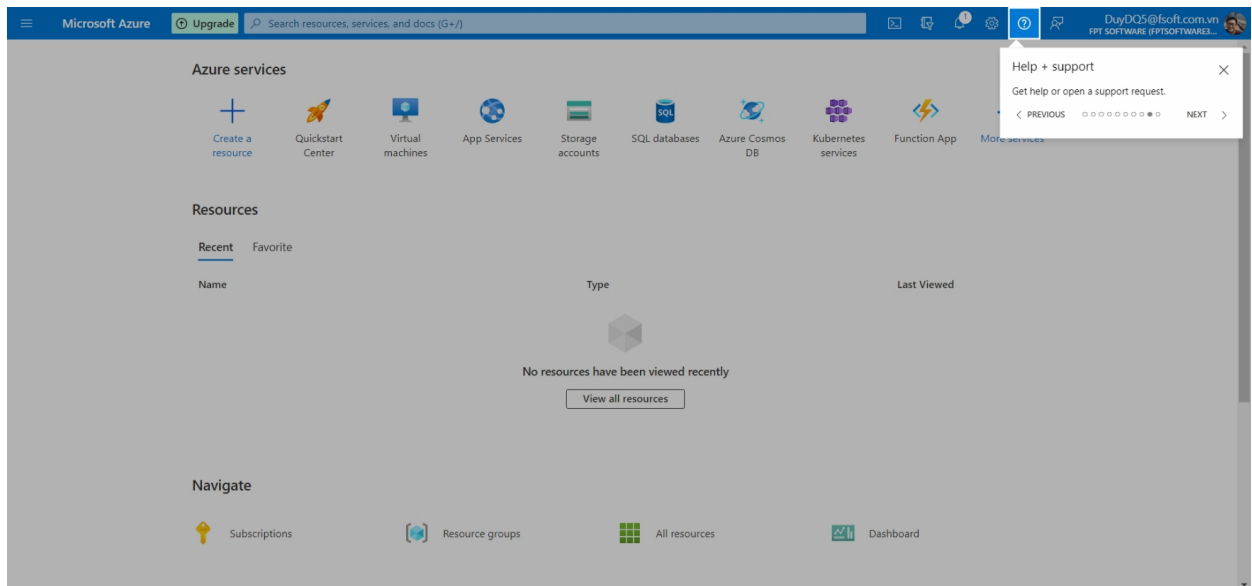 Microsoft Azure
Upgrade
Search resources, services, and docs (G+/)
1
DuyDQ5@fsoft.com.vn
FPT SOFTWARE (FPTSOFTWARE3...
Help + support
Get help or open a support request.
PREVIOUS
NEXT
Azure services
Create a resource
Quickstart Center
Virtual machines
App Services
Storage accounts
SQL
SQL databases
Azure Cosmos DB
Kubernetes services
Function App
More services
Resources
Recent
Favorite
Name
Type
Last Viewed
No resources have been viewed recently
View all resources
Navigate
Subscriptions
Resource groups
All resources
Dashboard